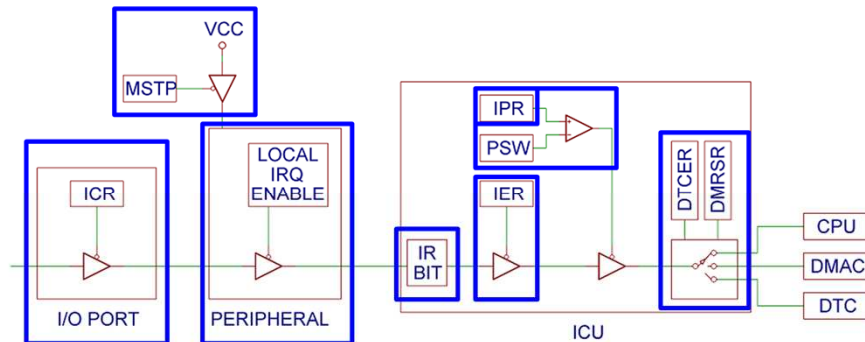 VCC
MSTP
IPR
PSW
LOCAL
IRQ
ENABLE
ICR
IER
DTCER
DMRSR
CPU
IR
BIT
DMAC
DTC
I/O PORT
PERIPHERAL
ICU